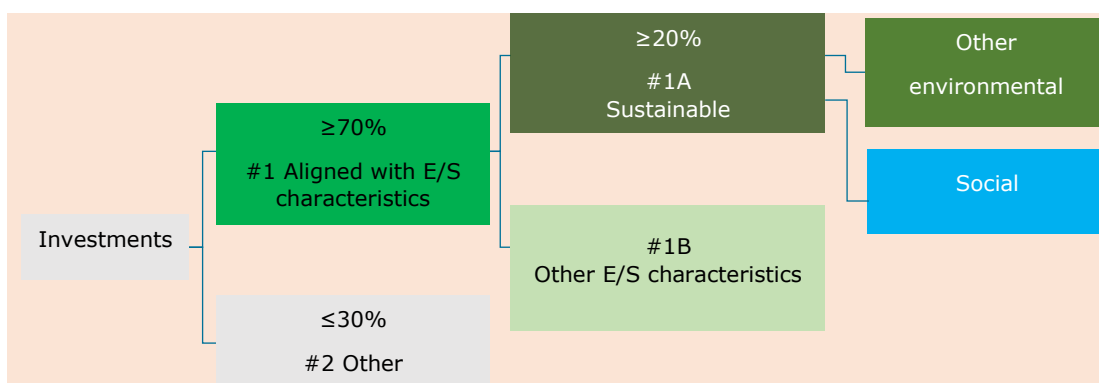 Investments
≥70%
#1 Aligned with E/S
characteristics
≤30%
#2 Other
≥20%
#1A
Sustainable
#1B
Other E/S characteristics
Other
environmental
Social